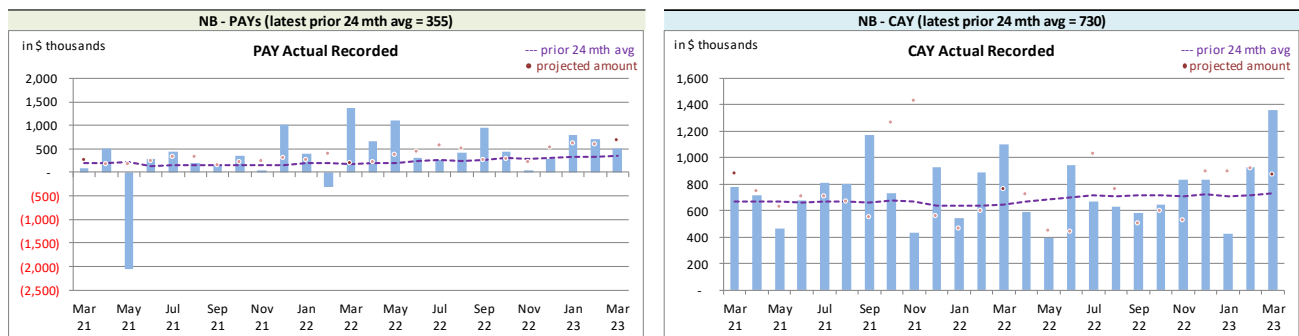 NB - PAYs (latest prior 24 mth avg = 355)
in $ thousands
PAY Actual Recorded
--- prior 24 mth avg
• projected amount
2,000
1,500
1,000
500
-
(500)
(1,000)
(1,500)
(2,000)
(2,500)
Mar May Jul Sep Nov Jan Mar May Jul Sep Nov Jan Mar
21 21 21 21 21 22 22 22 22 22 22 23 23
NB - CAY (latest prior 24 mth avg = 730)
in $ thousands
CAY Actual Recorded
--- prior 24 mth avg
• projected amount
1,600
1,400
1,200
1,000
800
600
400
200
-
Mar May Jul Sep Nov Jan Mar May Jul Sep Nov Jan Mar
21 21 21 21 21 22 22 22 22 22 22 23 23